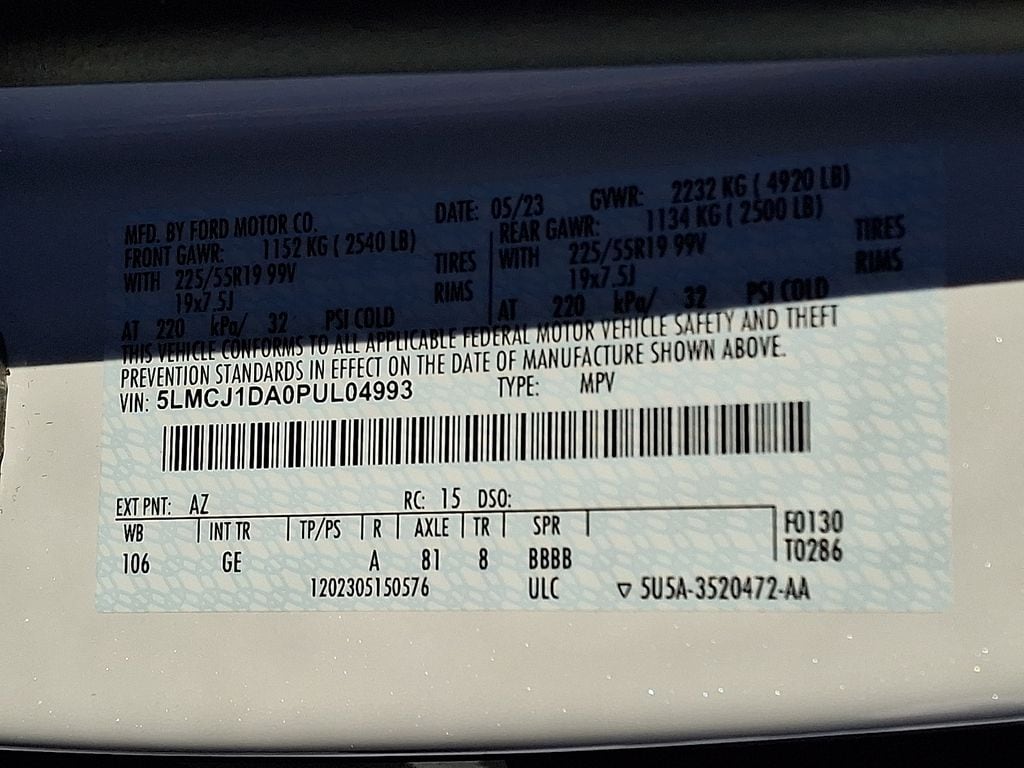 MFD. BY FORD MOTOR CO. DATE: 05/23 GVWR: 2232 KG ( 4920 LB)
FRONT GAWR: 1152 KG ( 2540 LB) REAR GAWR: 1134 KG ( 2500 LB)
WITH 225/55R19 99V TIRES WITH 225/55R19 99V TIRES
19x7.5J RIMS 19x7.5J RIMS
AT 220 kPa/ 32 PSI COLD AT 220 kPa/ 32 PSI COLD
THIS VEHICLE CONFORMS TO ALL APPLICABLE FEDERAL MOTOR VEHICLE SAFETY AND THEFT
PREVENTION STANDARDS IN EFFECT ON THE DATE OF MANUFACTURE SHOWN ABOVE.
VIN: 5LMCJ1DA0PUL04993 TYPE: MPV
EXT PNT: AZ RC: 15 DSO:
WB INT TR TP/PS R AXLE TR SPR F0130
106 GE A 81 8 BBBB T0286
1202305150576 ULC ▽ 5U5A-3520472-AA